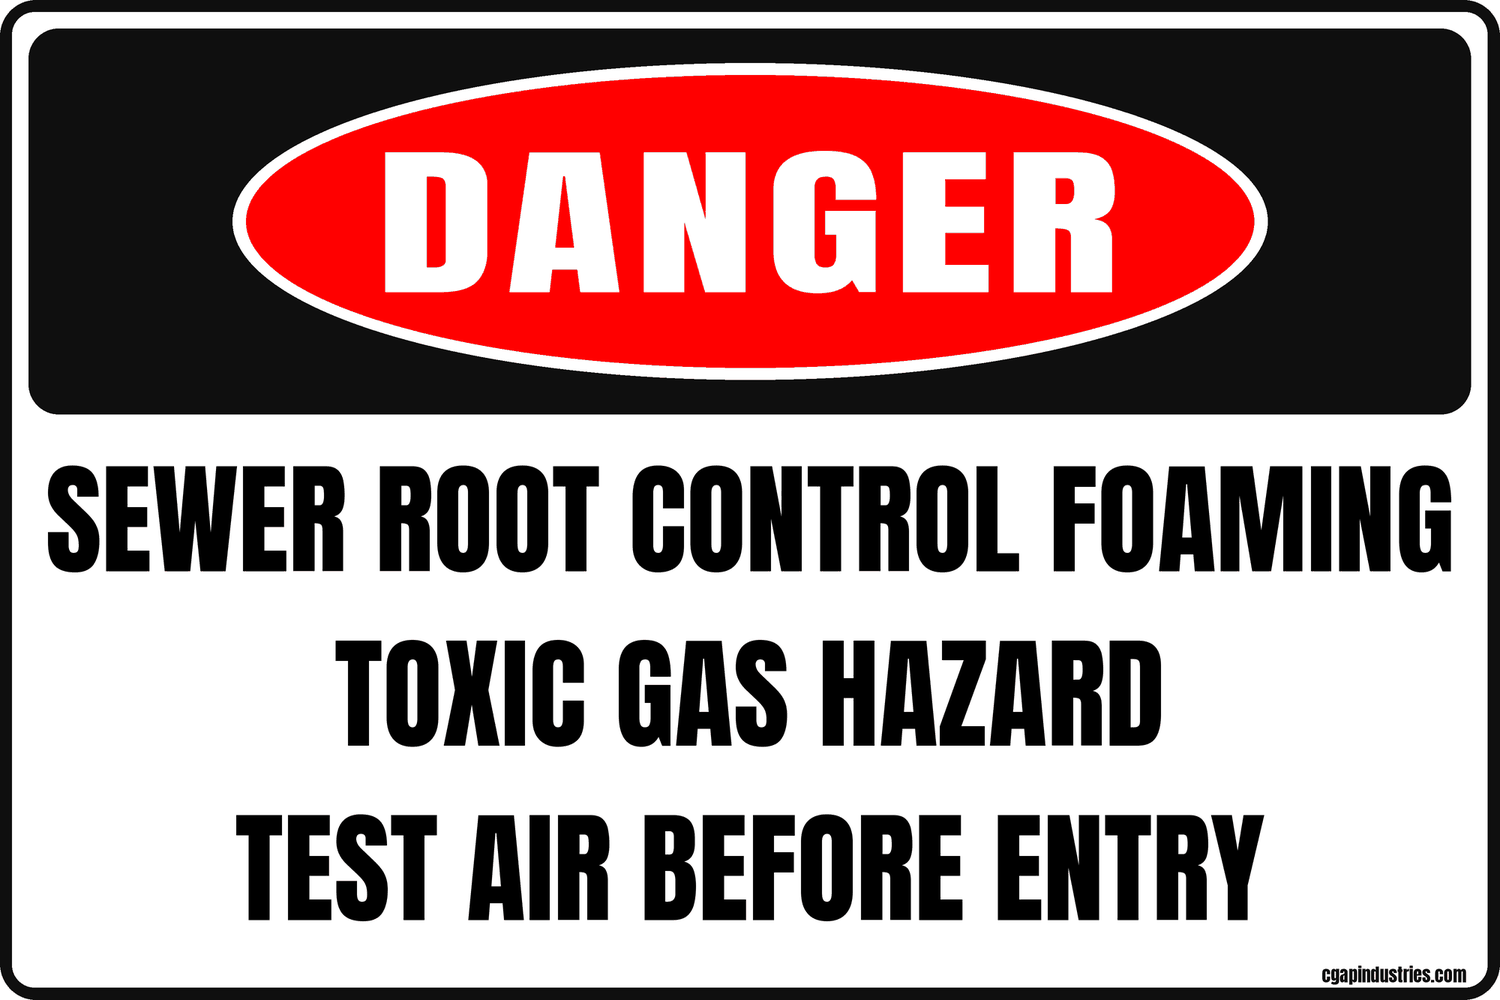 DANGER
SEWER ROOT CONTROL FOAMING
TOXIC GAS HAZARD
TEST AIR BEFORE ENTRY
cgapindustries.com